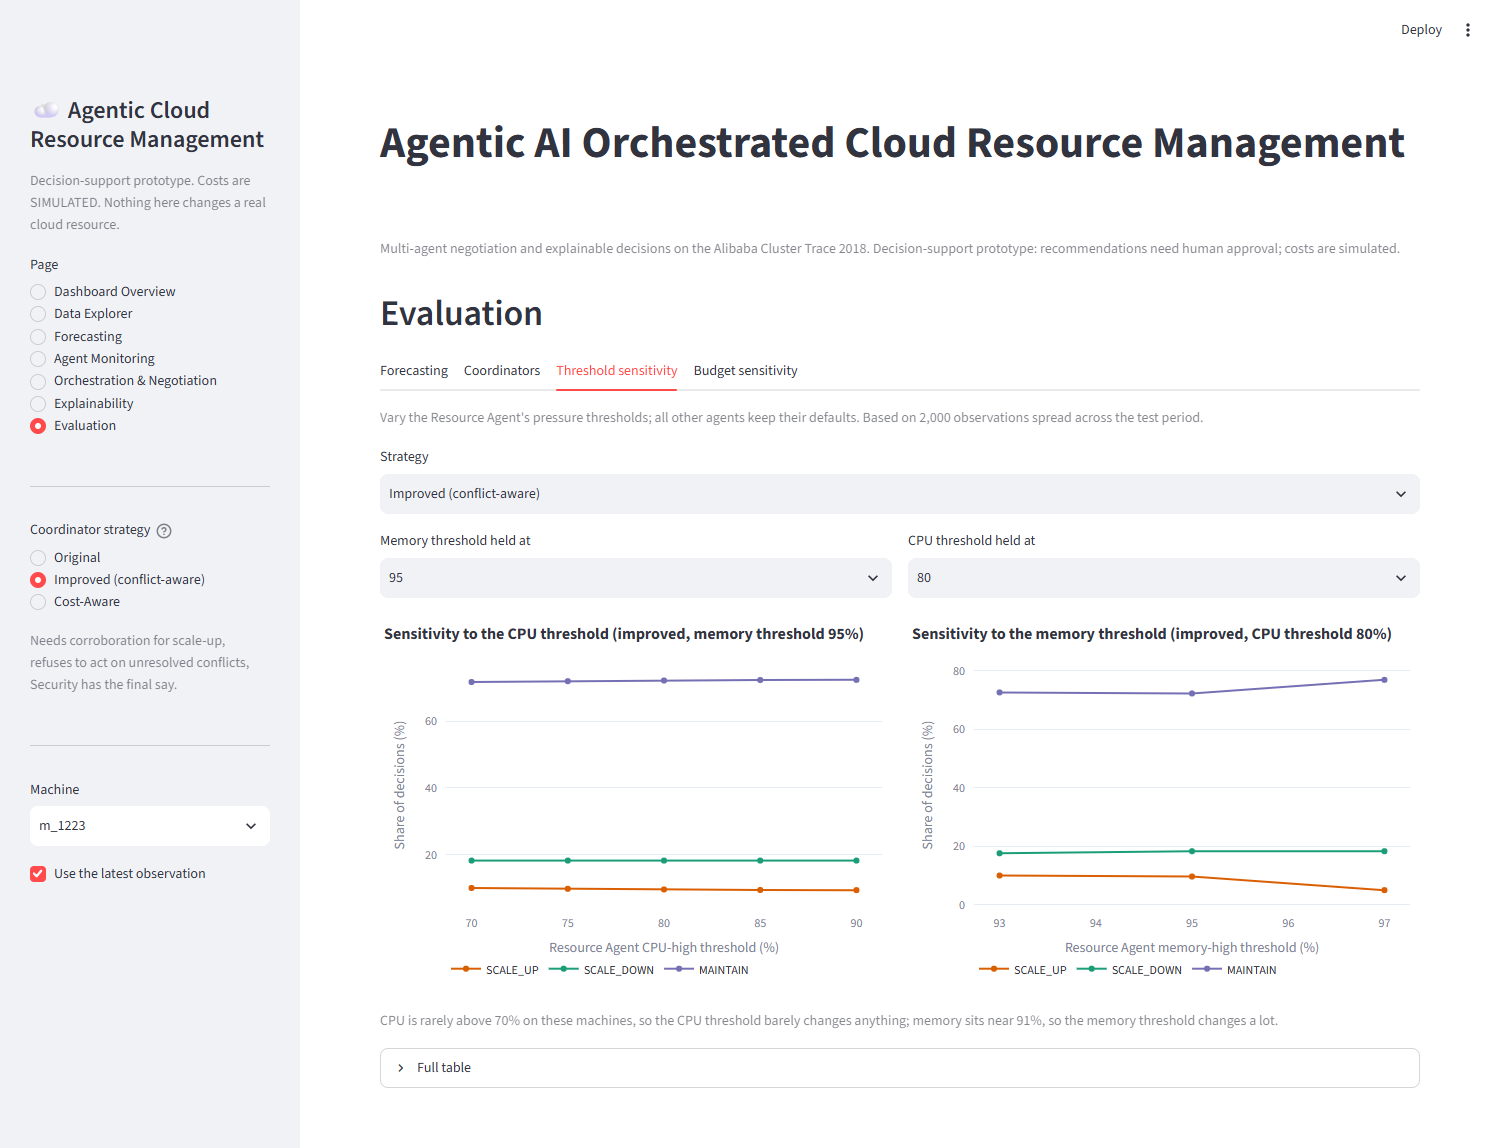 Deploy
Agentic Cloud
Resource Management
Decision-support prototype. Costs are
SIMULATED. Nothing here changes a real
cloud resource.
Page
Dashboard Overview
Data Explorer
Forecasting
Agent Monitoring
Orchestration & Negotiation
Explainability
Evaluation
Coordinator strategy
Original
Improved (conflict-aware)
Cost-Aware
Needs corroboration for scale-up,
refuses to act on unresolved conflicts,
Security has the final say.
Machine
m_1223
Use the latest observation
Agentic AI Orchestrated Cloud Resource Management
Multi-agent negotiation and explainable decisions on the Alibaba Cluster Trace 2018. Decision-support prototype: recommendations need human approval; costs are simulated.
Evaluation
Forecasting Coordinators Threshold sensitivity Budget sensitivity
Vary the Resource Agent's pressure thresholds; all other agents keep their defaults. Based on 2,000 observations spread across the test period.
Strategy
Improved (conflict-aware)
Memory threshold held at
95
CPU threshold held at
80
Sensitivity to the CPU threshold (improved, memory threshold 95%)
Share of decisions (%)
60
40
20
70 75 80 85 90
Resource Agent CPU-high threshold (%)
SCALE_UP SCALE_DOWN MAINTAIN
Sensitivity to the memory threshold (improved, CPU threshold 80%)
Share of decisions (%)
80
60
40
20
0
93 94 95 96 97
Resource Agent memory-high threshold (%)
SCALE_UP SCALE_DOWN MAINTAIN
CPU is rarely above 70% on these machines, so the CPU threshold barely changes anything; memory sits near 91%, so the memory threshold changes a lot.
Full table